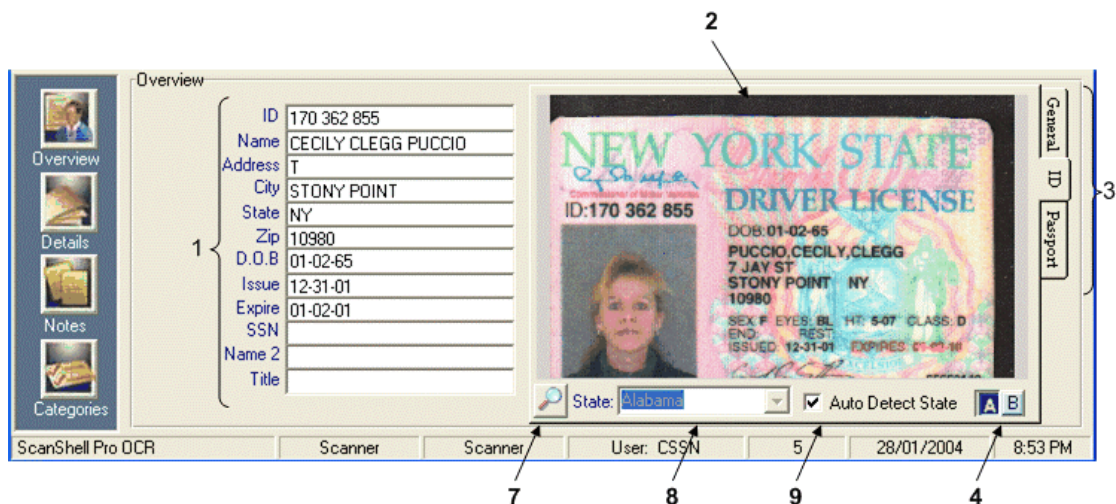 2
Overview
Overview
Details
Notes
Categories
1
ID 170 362 855
Name CECILY CLEGG PUCCIO
Address T
City STONY POINT
State NY
Zip 10980
D.O.B 01-02-65
Issue 12-31-01
Expire 01-02-01
SSN
Name 2
Title
NEW YORK STATE
DRIVER LICENSE
ID:170 362 855
DOB:01-02-65
PUCCIO,CECILY,CLEGG
7 JAY ST
STONY POINT NY
10980
SEX F EYES: BL HT: 5-07 CLASS: D
END: REST
ISSUED: 12-31-01 EXPIRES
General
ID
Passport
3
State: Alabama
Auto Detect State
A B
ScanShell Pro OCR Scanner Scanner User: CSSN 5 28/01/2004 8:53 PM
7 8 9 4